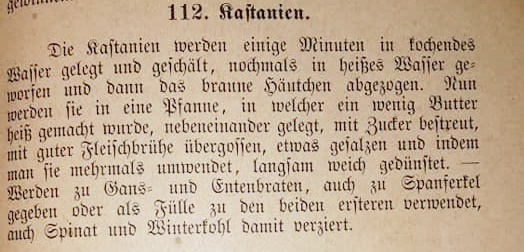 112. Kaſtanien.
Die Kaſtanien werden einige Minuten in kochendes
Waſſer gelegt und geſchält, nochmals in heißes Waſſer ge-
worfen und dann das braune Häutchen abgezogen. Nun
werden ſie in eine Pfanne, in welcher ein wenig Butter
heiß gemacht wurde, nebeneinander gelegt, mit Zucker beſtreut,
mit guter Fleiſchbrühe übergoſſen, etwas geſalzen und indem
man ſie mehrmals umwendet, langſam weich gedünſtet. —
Werden zu Gans- und Entenbraten, auch zu Spanferkel
gegeben oder als Fülle zu den beiden erſteren verwendet,
auch Spinat und Winterkohl damit verziert.